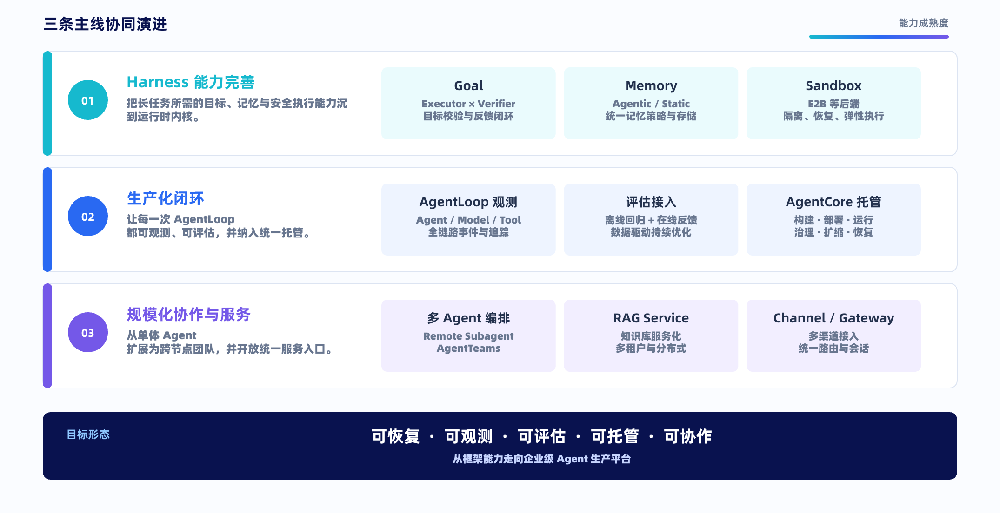 三条主线协同演进
能力成熟度
01
Harness 能力完善
把长任务所需的目标、记忆与安全执行能力沉
到运行时内核。
Goal
Executor × Verifier
目标校验与反馈闭环
Memory
Agentic / Static
统一记忆策略与存储
Sandbox
E2B 等后端
隔离、恢复、弹性执行
02
生产化闭环
让每一次 AgentLoop
都可观测、可评估，并纳入统一托管。
AgentLoop 观测
Agent / Model / Tool
全链路事件与追踪
评估接入
离线回归 + 在线反馈
数据驱动持续优化
AgentCore 托管
构建 · 部署 · 运行
治理 · 扩缩 · 恢复
03
规模化协作与服务
从单体 Agent
扩展为跨节点团队，并开放统一服务入口。
多 Agent 编排
Remote Subagent
AgentTeams
RAG Service
知识库服务化
多租户与分布式
Channel / Gateway
多渠道接入
统一路由与会话
目标形态
可恢复 · 可观测 · 可评估 · 可托管 · 可协作
从框架能力走向企业级 Agent 生产平台